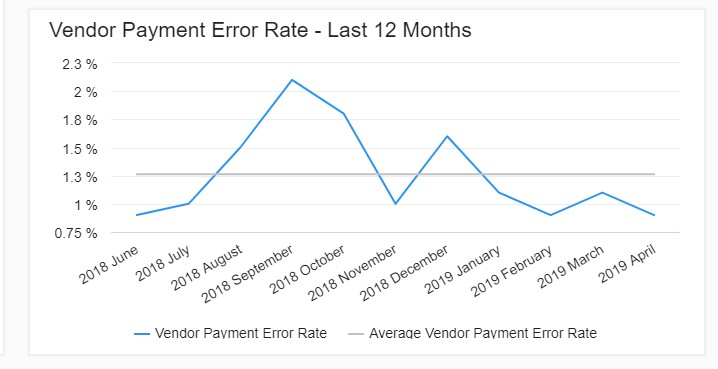 Vendor Payment Error Rate - Last 12 Months
2.3 %
2 %
1.8 %
1.5 %
1.3 %
1 %
0.75 %
2018 June
2018 July
2018 August
2018 September
2018 October
2018 November
2018 December
2019 January
2019 February
2019 March
2019 April
Vendor Payment Error Rate
Average Vendor Payment Error Rate